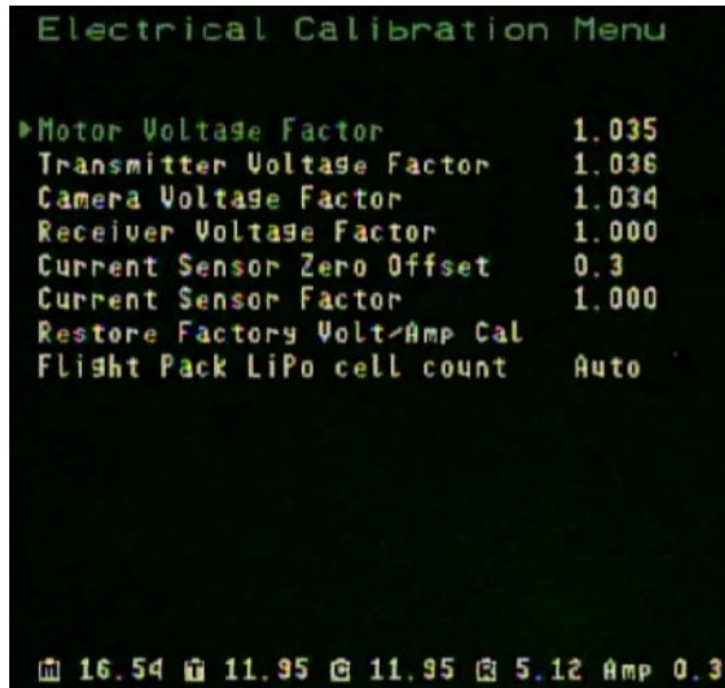 Electrical Calibration Menu
Motor Voltage Factor 1.035
Transmitter Voltage Factor 1.036
Camera Voltage Factor 1.034
Receiver Voltage Factor 1.000
Current Sensor Zero Offset 0.3
Current Sensor Factor 1.000
Restore Factory Volt/Amp Cal
Flight Pack LiPo cell count Auto
M 16.54 T 11.95 C 11.95 R 5.12 Amp 0.3